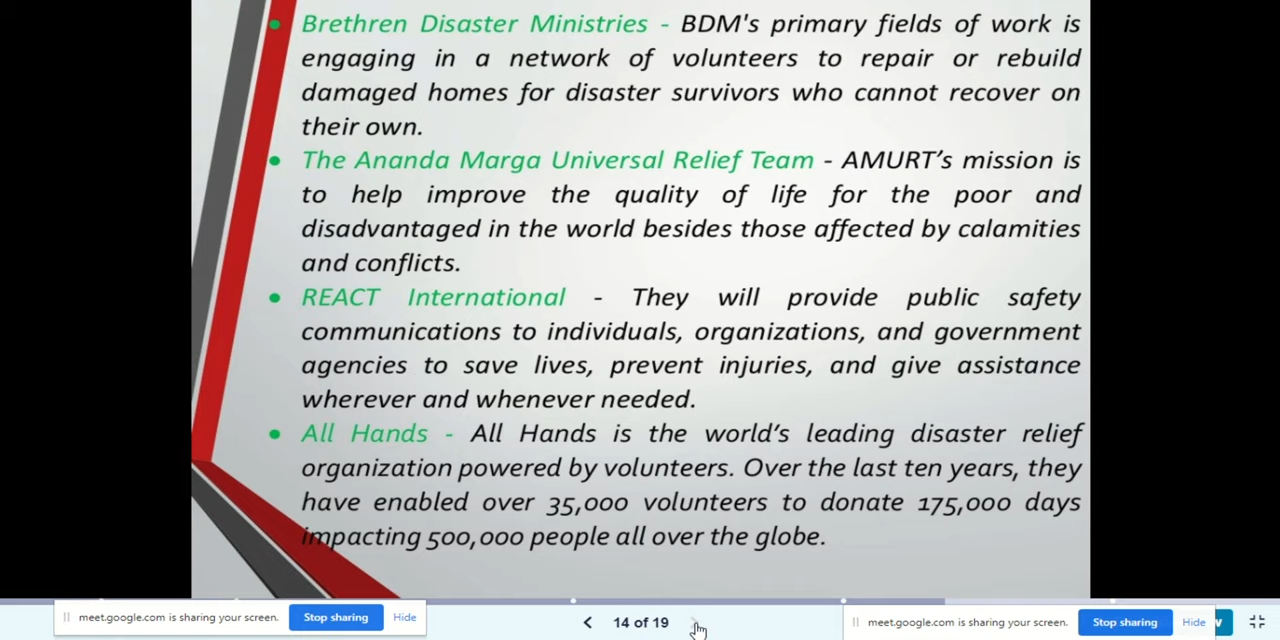 Brethren Disaster Ministries - BDM's primary fields of work is
engaging in a network of volunteers to repair or rebuild
damaged homes for disaster survivors who cannot recover on
their own.
The Ananda Marga Universal Relief Team - AMURT’s mission is
to help improve the quality of life for the poor and
disadvantaged in the world besides those affected by calamities
and conflicts.
REACT International - They will provide public safety
communications to individuals, organizations, and government
agencies to save lives, prevent injuries, and give assistance
wherever and whenever needed.
All Hands - All Hands is the world’s leading disaster relief
organization powered by volunteers. Over the last ten years, they
have enabled over 35,000 volunteers to donate 175,000 days
impacting 500,000 people all over the globe.
meet.google.com is sharing your screen. Stop sharing Hide
14 of 19
meet.google.com is sharing your screen. Stop sharing Hide